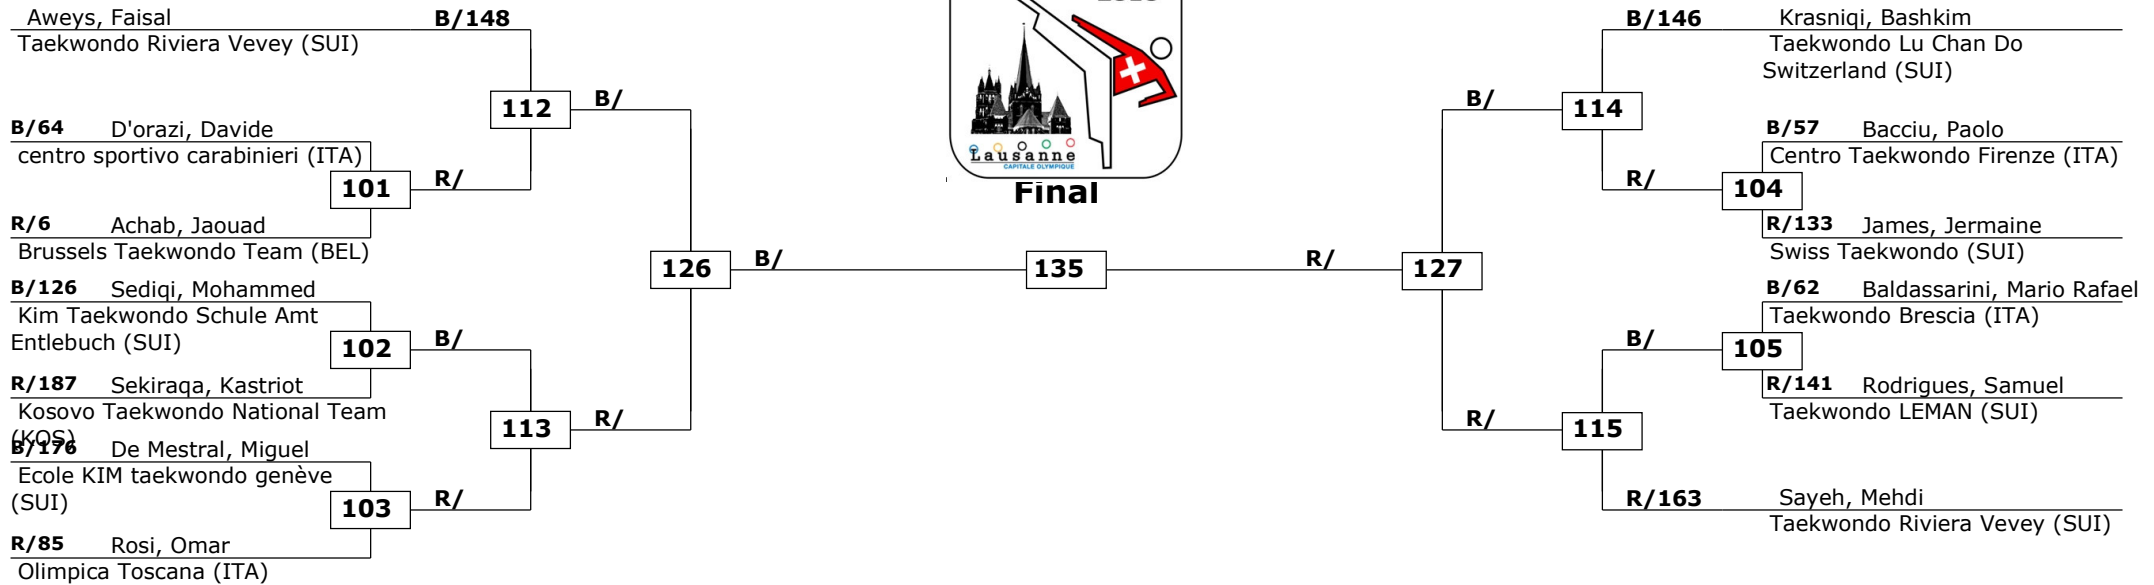 Aweys, Faisal
B/148
Taekwondo Riviera Vevey (SUI)
112
B/
B/64
D'orazi, Davide
centro sportivo carabinieri (ITA)
101
R/
R/6
Achab, Jaouad
Brussels Taekwondo Team (BEL)
126
B/
B/126
Sediqi, Mohammed
Kim Taekwondo Schule Amt
Entlebuch (SUI)
102
B/
R/187
Sekiraqa, Kastriot
Kosovo Taekwondo National Team
(KOS)
113
R/
B/176
De Mestral, Miguel
Ecole KIM taekwondo genève
(SUI)
103
R/
R/85
Rosi, Omar
Olimpica Toscana (ITA)
Lausanne
CAPITALE OLYMPIQUE
Final
135
B/146
Krasniqi, Bashkim
Taekwondo Lu Chan Do
Switzerland (SUI)
B/
114
B/57
Bacciu, Paolo
Centro Taekwondo Firenze (ITA)
R/
104
R/133
James, Jermaine
Swiss Taekwondo (SUI)
R/
127
B/62
Baldassarini, Mario Rafael
Taekwondo Brescia (ITA)
B/
105
R/141
Rodrigues, Samuel
Taekwondo LEMAN (SUI)
R/
115
R/163
Sayeh, Mehdi
Taekwondo Riviera Vevey (SUI)